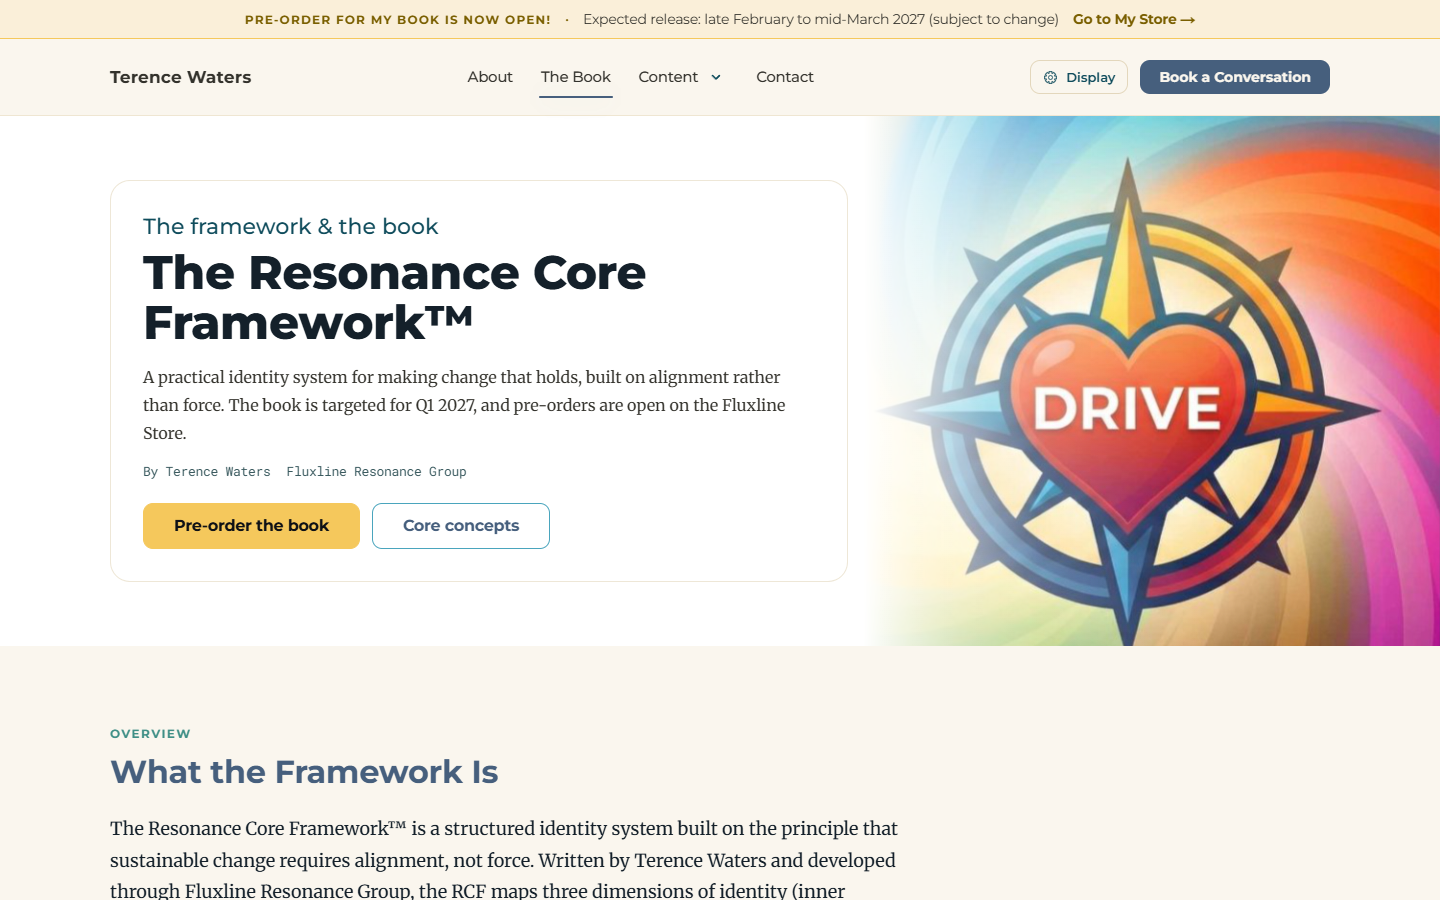 PRE-ORDER FOR MY BOOK IS NOW OPEN! · Expected release: late February to mid-March 2027 (subject to change) Go to My Store →
Terence Waters
About The Book Content Contact
Display
Book a Conversation
The framework & the book
The Resonance Core
Framework™
A practical identity system for making change that holds, built on alignment rather
than force. The book is targeted for Q1 2027, and pre-orders are open on the Fluxline
Store.
By Terence Waters Fluxline Resonance Group
Pre-order the book
Core concepts
DRIVE
OVERVIEW
What the Framework Is
The Resonance Core Framework™ is a structured identity system built on the principle that
sustainable change requires alignment, not force. Written by Terence Waters and developed
through Fluxline Resonance Group, the RCF maps three dimensions of identity (inner